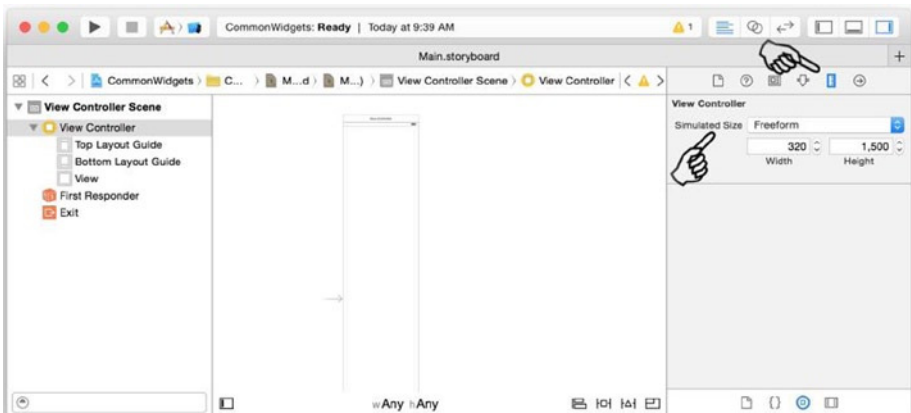 CommonWidgets: Ready | Today at 9:39 AM
1
Main.storyboard
CommonWidgets
C...
M...d
M...)
View Controller Scene
View Controller
View Controller Scene
View Controller
Top Layout Guide
Bottom Layout Guide
View
First Responder
Exit
wAny hAny
View Controller
Simulated Size Freeform
320 1,500
Width Height